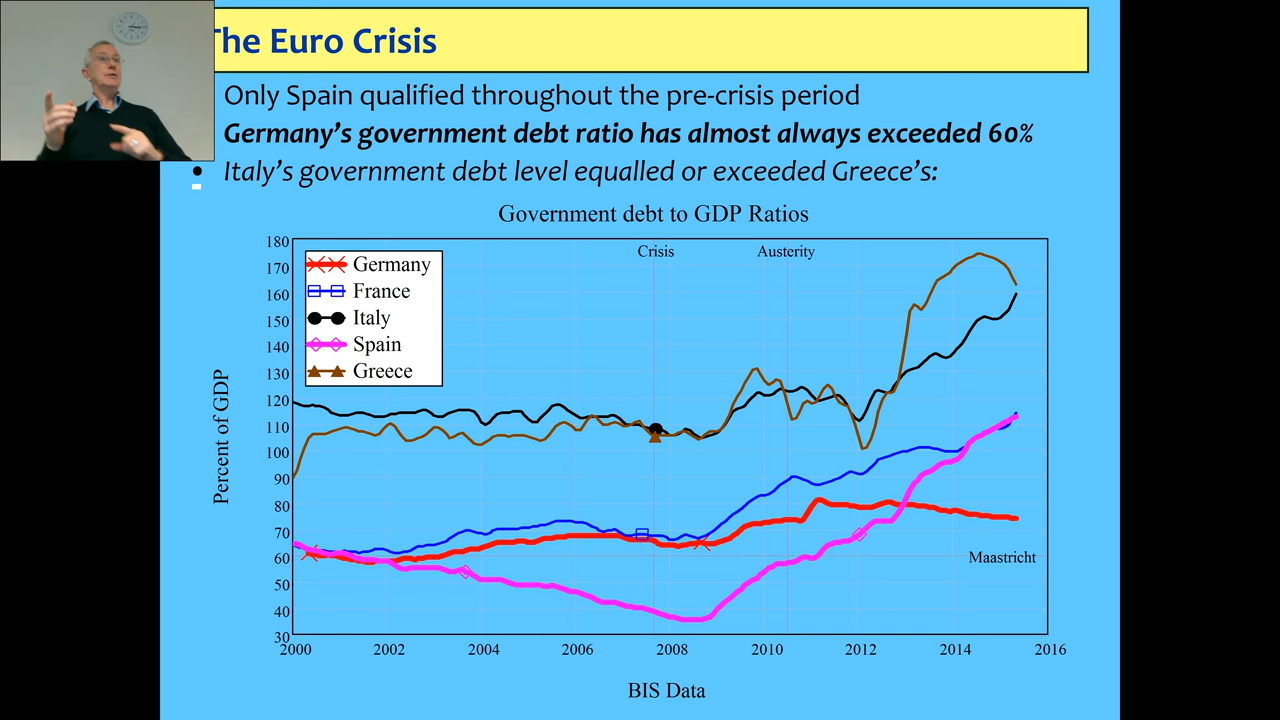 The Euro Crisis
Only Spain qualified throughout the pre-crisis period
Germany's government debt ratio has almost always exceeded 60%
• Italy's government debt level equalled or exceeded Greece's:
Government debt to GDP Ratios
Crisis
Austerity
Germany
France
Italy
Spain
Greece
Percent of GDP
180
170
160
150
140
130
120
110
100
90
80
70
60
50
40
30
Maastricht
2000 2002 2004 2006 2008 2010 2012 2014 2016
BIS Data